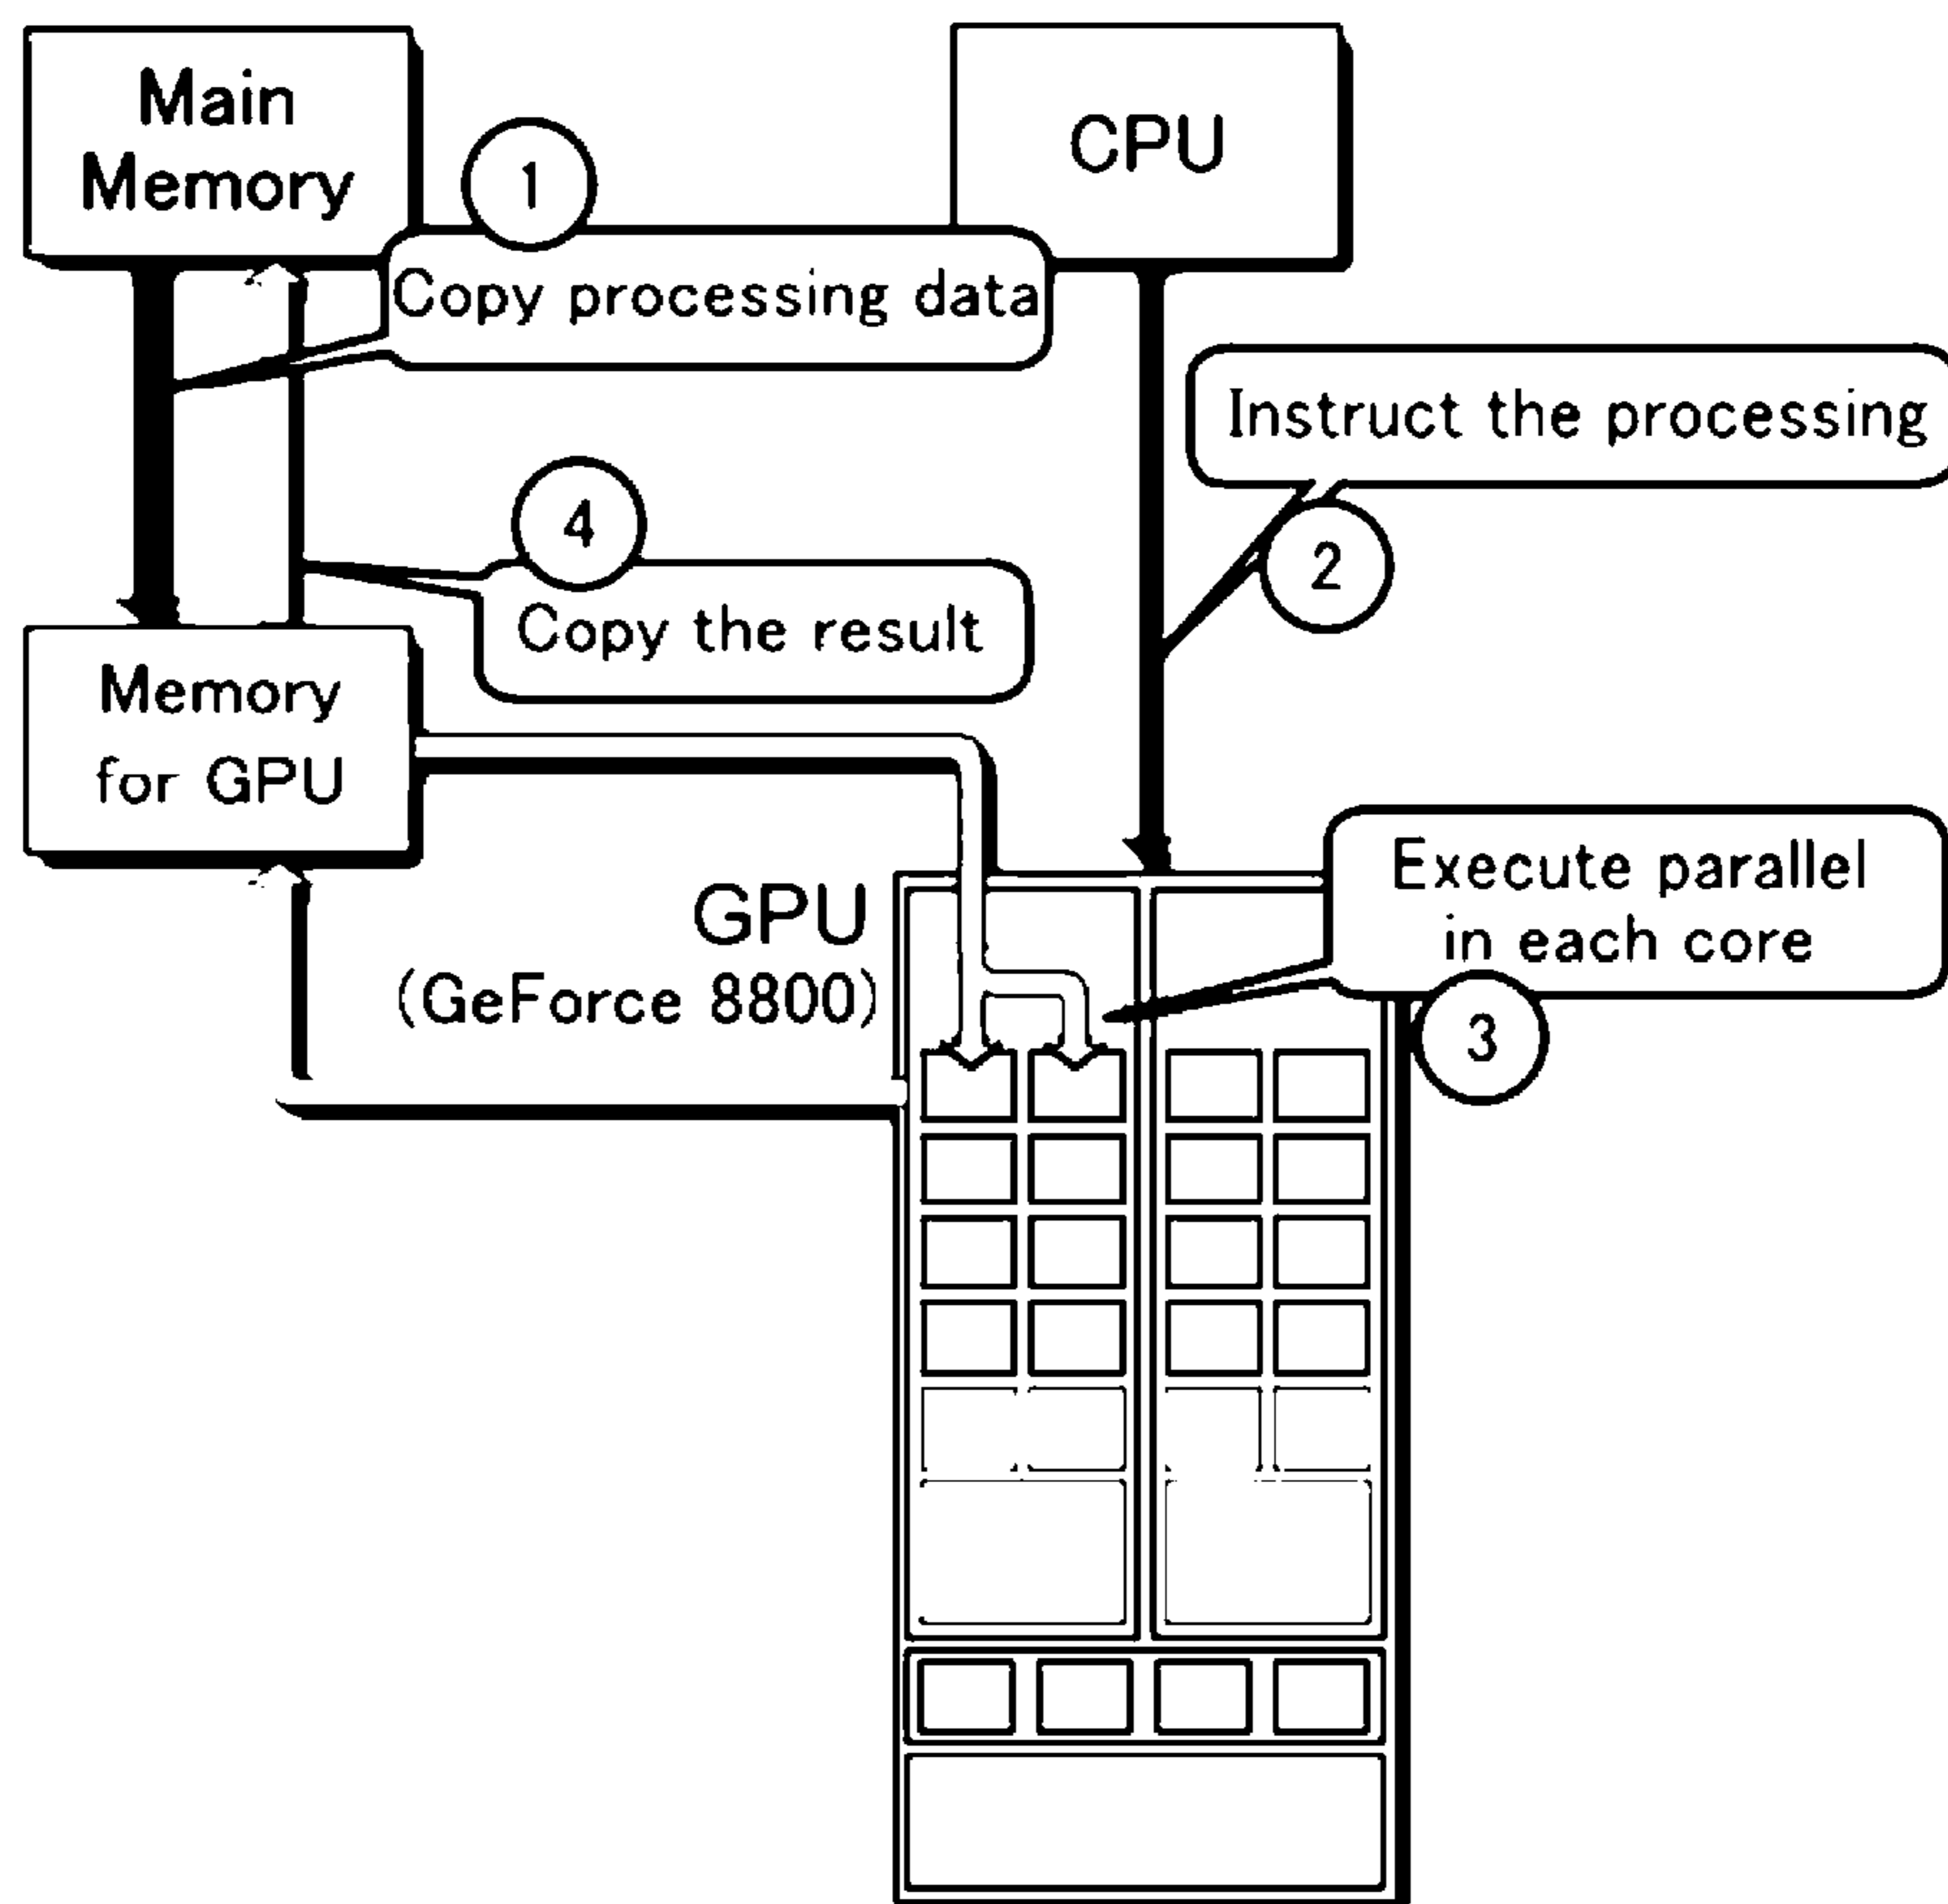 Main
Memory
CPU
1
Copy processing data
Instruct the processing
2
4
Copy the result
Memory
for GPU
GPU
(GeForce 8800)
Execute parallel
in each core
3